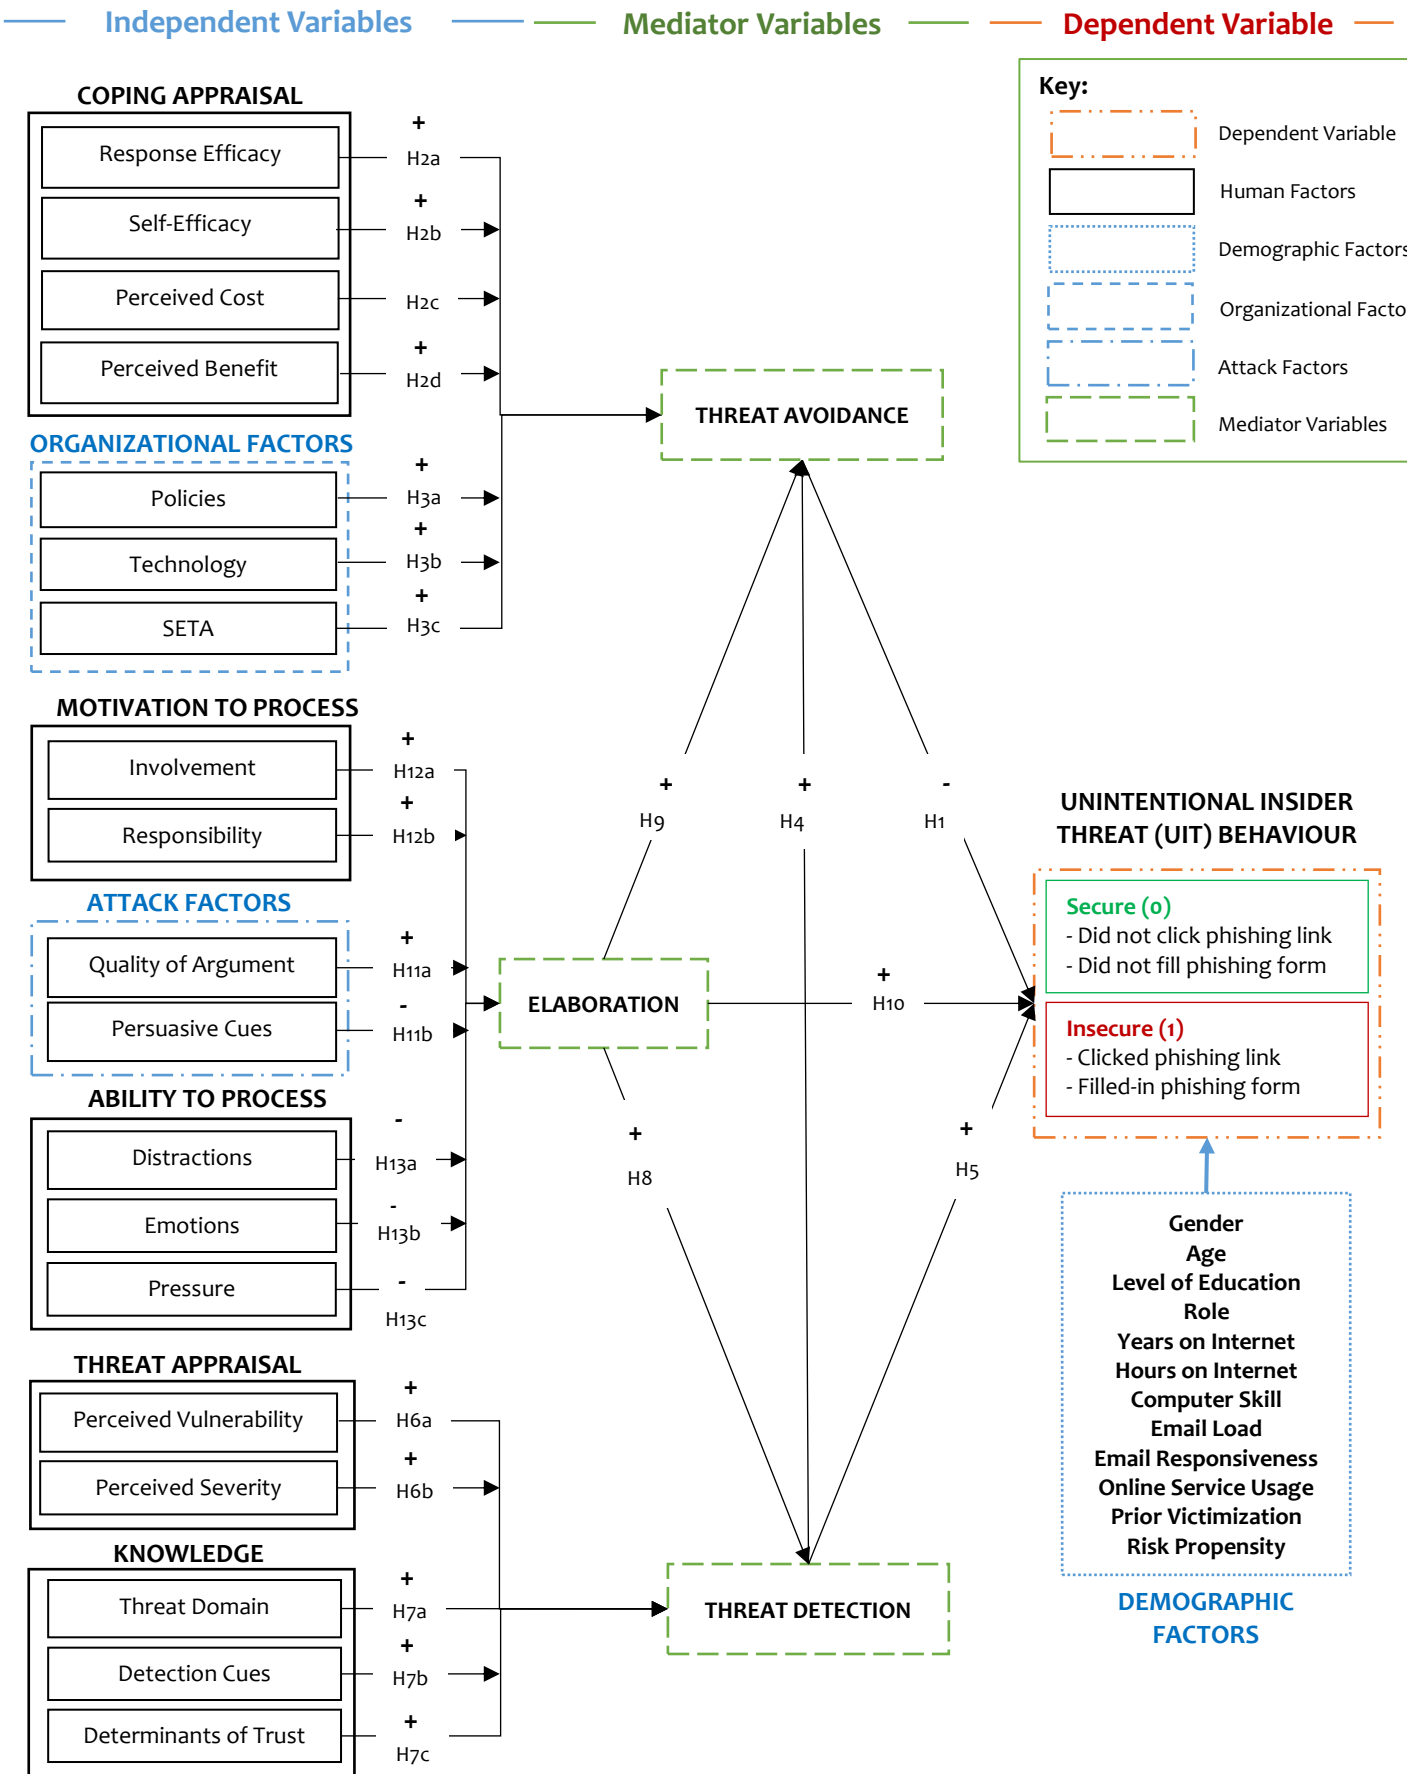 Independent Variables
Mediator Variables
Dependent Variable
COPING APPRAISAL
Response Efficacy
+
H2a
Self-Efficacy
+
H2b
Perceived Cost
H2c
Perceived Benefit
+
H2d
ORGANIZATIONAL FACTORS
Policies
+
H3a
Technology
+
H3b
SETA
+
H3c
MOTIVATION TO PROCESS
Involvement
+
H12a
Responsibility
+
H12b
ATTACK FACTORS
Quality of Argument
+
H11a
Persuasive Cues
-
H11b
ABILITY TO PROCESS
Distractions
-
H13a
Emotions
-
H13b
Pressure
-
H13c
THREAT APPRAISAL
Perceived Vulnerability
+
H6a
Perceived Severity
+
H6b
KNOWLEDGE
Threat Domain
+
H7a
Detection Cues
+
H7b
Determinants of Trust
+
H7c
THREAT AVOIDANCE
+
H9
+
H4
-
H1
ELABORATION
+
H10
+
H8
+
H5
THREAT DETECTION
Key:
Dependent Variable
Human Factors
Demographic Factors
Organizational Facto
Attack Factors
Mediator Variables
UNINTENTIONAL INSIDER
THREAT (UIT) BEHAVIOUR
Secure (0)
- Did not click phishing link
- Did not fill phishing form
Insecure (1)
- Clicked phishing link
- Filled-in phishing form
Gender
Age
Level of Education
Role
Years on Internet
Hours on Internet
Computer Skill
Email Load
Email Responsiveness
Online Service Usage
Prior Victimization
Risk Propensity
DEMOGRAPHIC
FACTORS